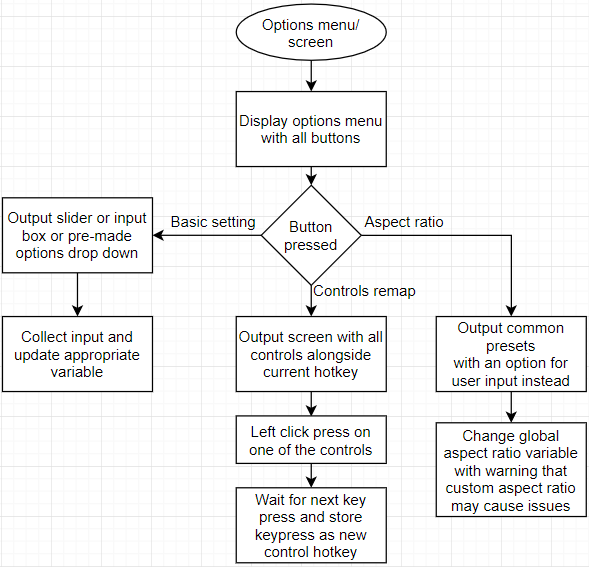 Options menu/
screen
Display options menu
with all buttons
Button
pressed
Basic setting
Aspect ratio
Controls remap
Output slider or input
box or pre-made
options drop down
Collect input and
update appropriate
variable
Output screen with all
controls alongside
current hotkey
Left click press on
one of the controls
Wait for next key
press and store
keypress as new
control hotkey
Output common
presets
with an option for
user input instead
Change global
aspect ratio variable
with warning that
custom aspect ratio
may cause issues